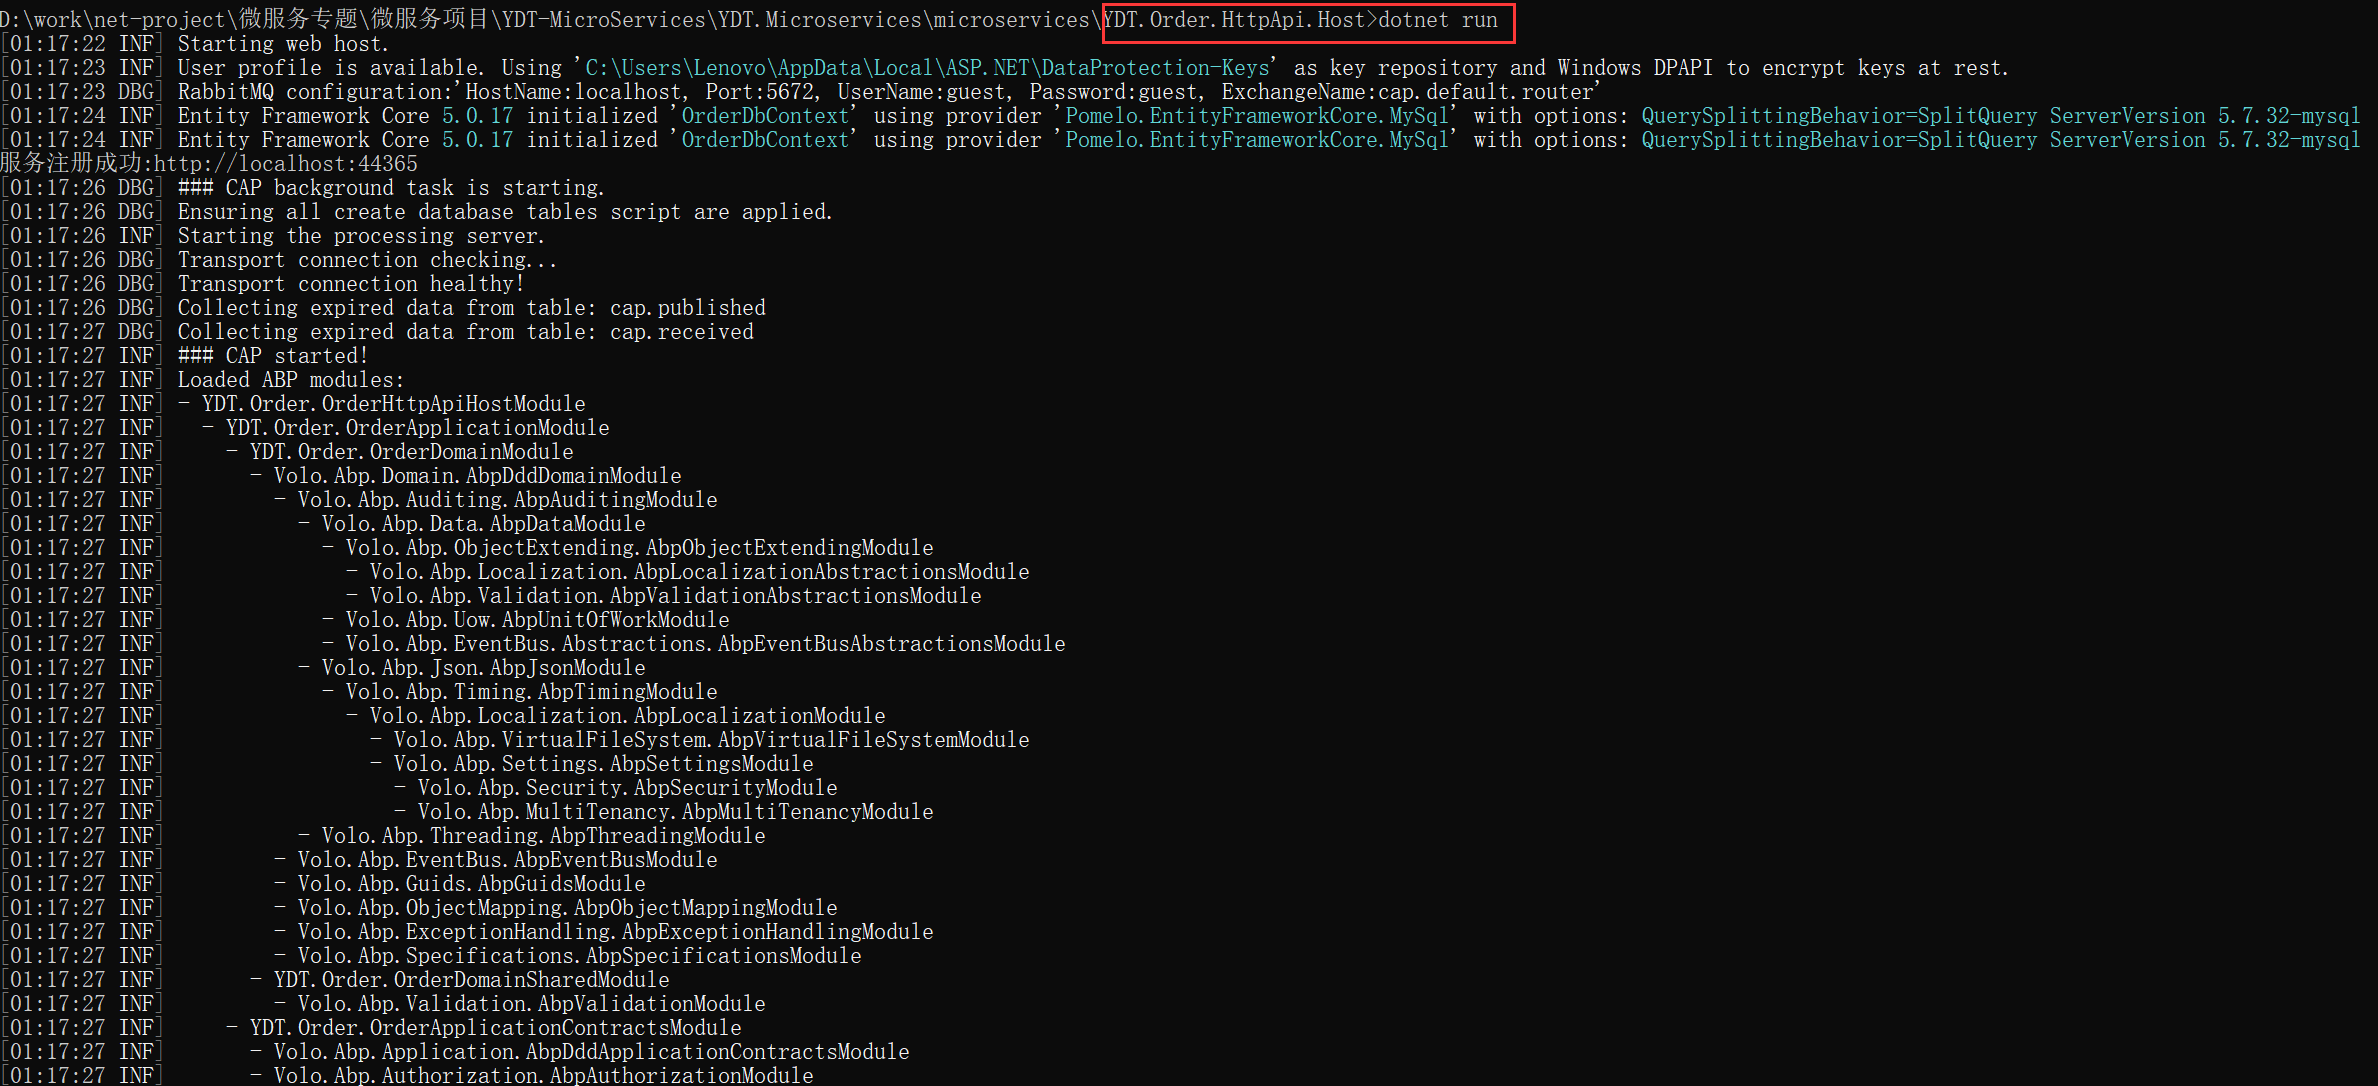 D:\work\net-project\微服务专题\微服务项目\YDT-MicroServices\YDT.Microservices\microservices\YDT.Order.HttpApi.Host>dotnet run
[01:17:22 INF] Starting web host.
[01:17:23 INF] User profile is available. Using 'C:\Users\Lenovo\AppData\Local\ASP.NET\DataProtection-Keys' as key repository and Windows DPAPI to encrypt keys at rest.
[01:17:23 DBG] RabbitMQ configuration:'HostName:localhost, Port:5672, UserName:guest, Password:guest, ExchangeName:cap.default.router'
[01:17:24 INF] Entity Framework Core 5.0.17 initialized 'OrderDbContext' using provider 'Pomelo.EntityFrameworkCore.MySql' with options: QuerySplittingBehavior=SplitQuery ServerVersion 5.7.32-mysql
[01:17:24 INF] Entity Framework Core 5.0.17 initialized 'OrderDbContext' using provider 'Pomelo.EntityFrameworkCore.MySql' with options: QuerySplittingBehavior=SplitQuery ServerVersion 5.7.32-mysql
服务注册成功:http://localhost:44365
[01:17:26 DBG] ### CAP background task is starting.
[01:17:26 DBG] Ensuring all create database tables script are applied.
[01:17:26 INF] Starting the processing server.
[01:17:26 DBG] Transport connection checking...
[01:17:26 DBG] Transport connection healthy!
[01:17:26 DBG] Collecting expired data from table: cap.published
[01:17:27 DBG] Collecting expired data from table: cap.received
[01:17:27 INF] ### CAP started!
[01:17:27 INF] Loaded ABP modules:
[01:17:27 INF] - YDT.Order.OrderHttpApiHostModule
[01:17:27 INF]   - YDT.Order.OrderApplicationModule
[01:17:27 INF]     - YDT.Order.OrderDomainModule
[01:17:27 INF]       - Volo.Abp.Domain.AbpDddDomainModule
[01:17:27 INF]         - Volo.Abp.Auditing.AbpAuditingModule
[01:17:27 INF]           - Volo.Abp.Data.AbpDataModule
[01:17:27 INF]             - Volo.Abp.ObjectExtending.AbpObjectExtendingModule
[01:17:27 INF]               - Volo.Abp.Localization.AbpLocalizationAbstractionsModule
[01:17:27 INF]               - Volo.Abp.Validation.AbpValidationAbstractionsModule
[01:17:27 INF]             - Volo.Abp.Uow.AbpUnitOfWorkModule
[01:17:27 INF]             - Volo.Abp.EventBus.Abstractions.AbpEventBusAbstractionsModule
[01:17:27 INF]           - Volo.Abp.Json.AbpJsonModule
[01:17:27 INF]             - Volo.Abp.Timing.AbpTimingModule
[01:17:27 INF]               - Volo.Abp.Localization.AbpLocalizationModule
[01:17:27 INF]                 - Volo.Abp.VirtualFileSystem.AbpVirtualFileSystemModule
[01:17:27 INF]                 - Volo.Abp.Settings.AbpSettingsModule
[01:17:27 INF]                   - Volo.Abp.Security.AbpSecurityModule
[01:17:27 INF]                   - Volo.Abp.MultiTenancy.AbpMultiTenancyModule
[01:17:27 INF]           - Volo.Abp.Threading.AbpThreadingModule
[01:17:27 INF]         - Volo.Abp.EventBus.AbpEventBusModule
[01:17:27 INF]         - Volo.Abp.Guids.AbpGuidsModule
[01:17:27 INF]         - Volo.Abp.ObjectMapping.AbpObjectMappingModule
[01:17:27 INF]         - Volo.Abp.ExceptionHandling.AbpExceptionHandlingModule
[01:17:27 INF]         - Volo.Abp.Specifications.AbpSpecificationsModule
[01:17:27 INF]       - YDT.Order.OrderDomainSharedModule
[01:17:27 INF]         - Volo.Abp.Validation.AbpValidationModule
[01:17:27 INF]     - YDT.Order.OrderApplicationContractsModule
[01:17:27 INF]       - Volo.Abp.Application.AbpDddApplicationContractsModule
[01:17:27 INF]       - Volo.Abp.Authorization.AbpAuthorizationModule